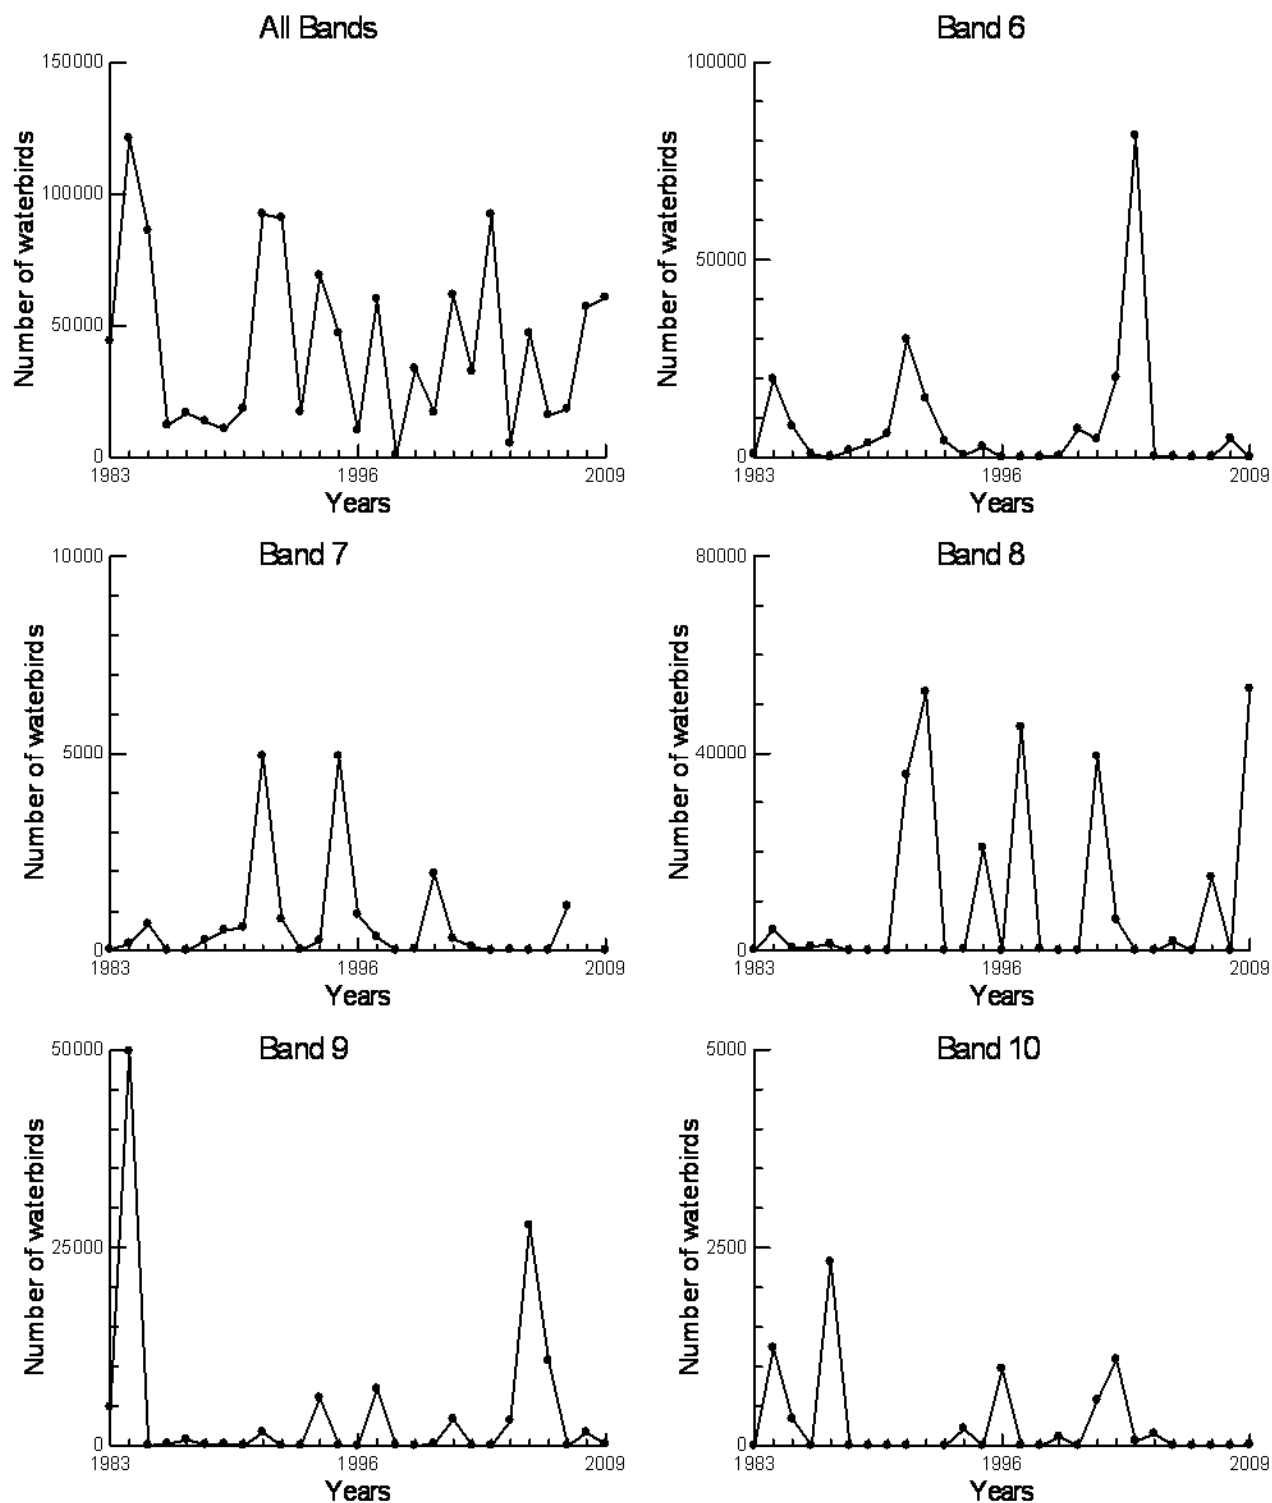 All Bands
150000
100000
50000
0
1983
1996
2009
Years
Number of waterbirds
Band 6
100000
50000
0
1983
1996
2009
Years
Number of waterbirds
Band 7
10000
5000
0
1983
1996
2009
Years
Number of waterbirds
Band 8
80000
40000
0
1983
1996
2009
Years
Number of waterbirds
Band 9
50000
25000
0
1983
1996
2009
Years
Number of waterbirds
Band 10
5000
2500
0
1983
1996
2009
Years
Number of waterbirds